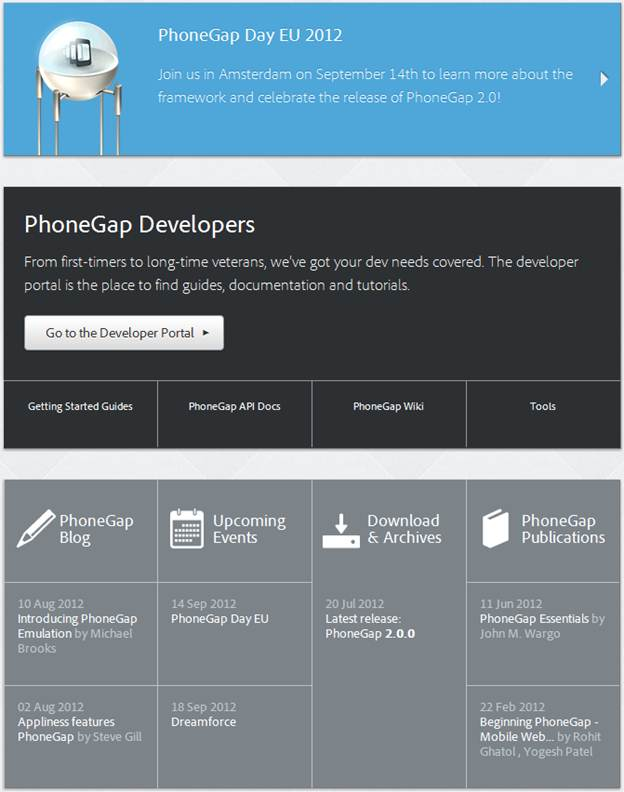 PhoneGap Day EU 2012
Join us in Amsterdam on September 14th to learn more about the
framework and celebrate the release of PhoneGap 2.0!
PhoneGap Developers
From first-timers to long-time veterans, we've got your dev needs covered. The developer
portal is the place to find guides, documentation and tutorials.
Go to the Developer Portal ▸
Getting Started Guides
PhoneGap API Docs
PhoneGap Wiki
Tools
PhoneGap
Blog
10 Aug 2012
Introducing PhoneGap
Emulation by Michael
Brooks
02 Aug 2012
Appliness features
PhoneGap by Steve Gill
Upcoming
Events
14 Sep 2012
PhoneGap Day EU
18 Sep 2012
Dreamforce
Download
& Archives
20 Jul 2012
Latest release:
PhoneGap 2.0.0
PhoneGap
Publications
11 Jun 2012
PhoneGap Essentials by
John M. Wargo
22 Feb 2012
Beginning PhoneGap -
Mobile Web... by Rohit
Ghatol , Yogesh Patel